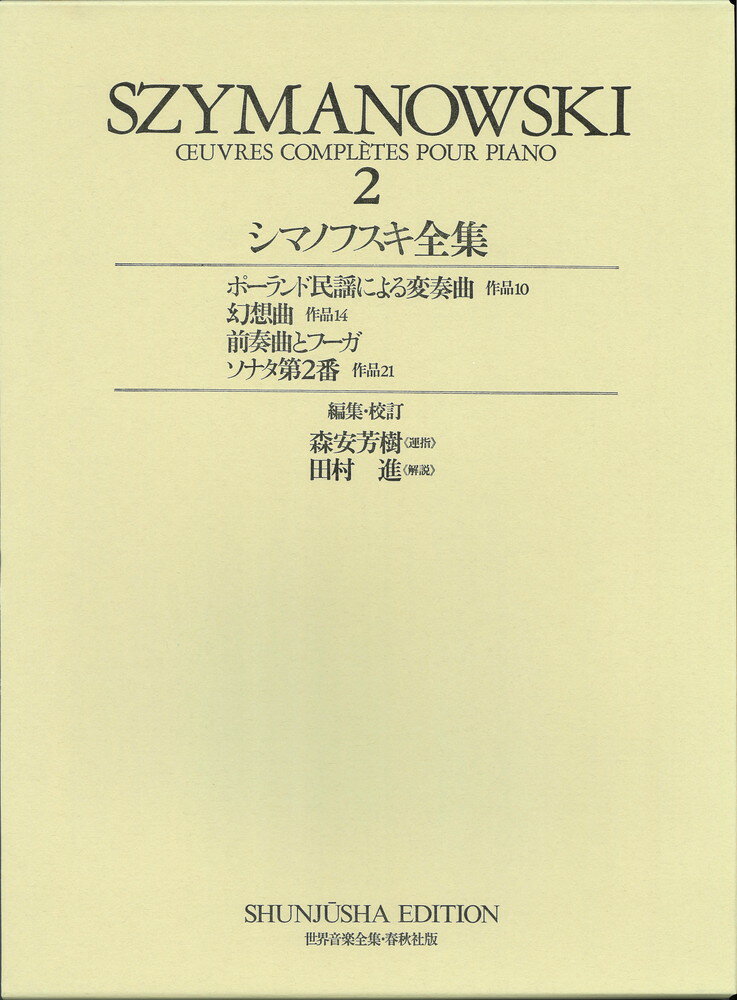 SZYMANOWSKI
ŒUVRES COMPLÈTES POUR PIANO
2
シマノフスキ全集
ポーランド民謡による変奏曲 作品10
幻想曲 作品14
前奏曲とフーガ
ソナタ第2番 作品21
編集・校訂
森安芳樹《運指》
田村 進《解説》
SHUNJŪSHA EDITION
世界音楽全集・春秋社版